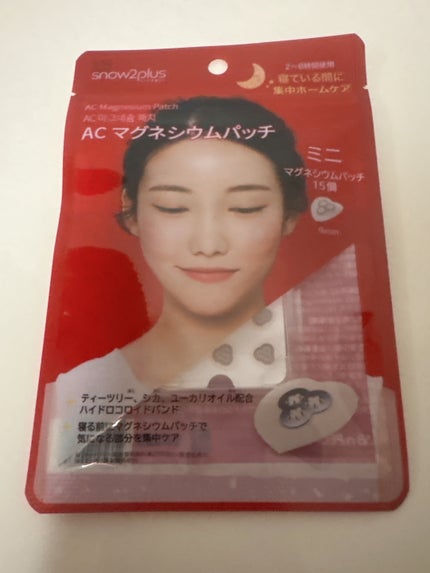 snow2plus
2〜6時間使用
寝ている間に
集中ホームケア
AC Magnesium Patch
AC 마그네슘 패치
AC マグネシウムパッチ
ミニ
マグネシウムパッチ
15個
9mm
ティーツリー、シカ、ユーカリオイル配合
ハイドロコロイドバンド
寝る前にマグネシウムパッチで
気になる部分を集中ケア